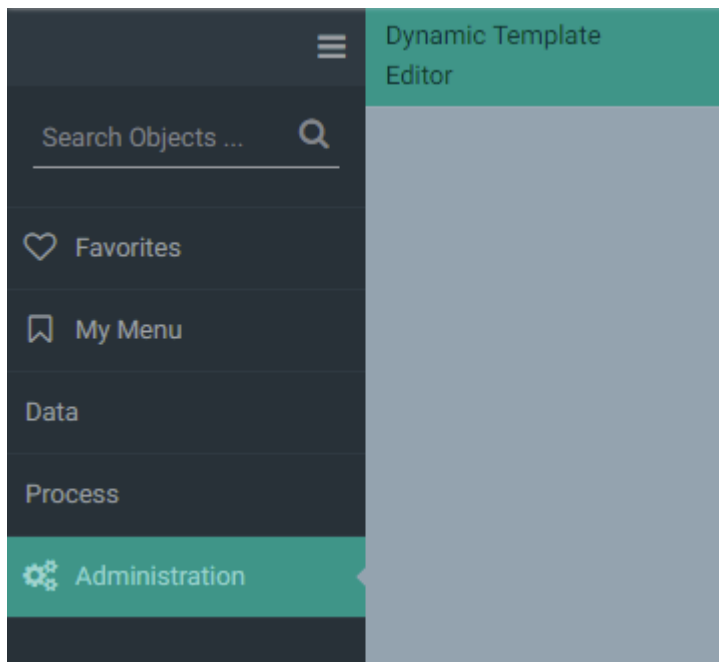 Search Objects ...
Favorites
My Menu
Data
Process
Administration
Dynamic Template
Editor